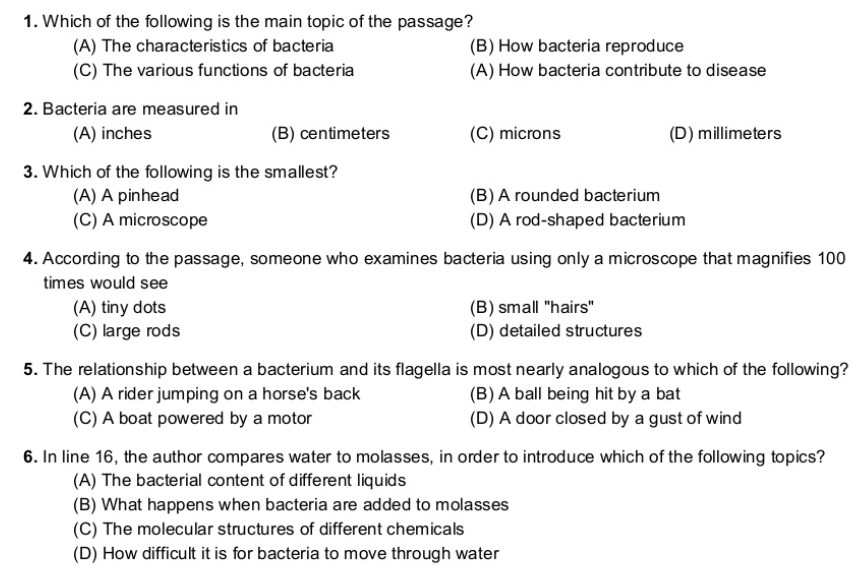 1. Which of the following is the main topic of the passage?
(A) The characteristics of bacteria (B) How bacteria reproduce
(C) The various functions of bacteria (A) How bacteria contribute to disease
2. Bacteria are measured in
(A) inches (B) centimeters (C) microns (D) millimeters
3. Which of the following is the smallest?
(A) A pinhead (B) A rounded bacterium
(C) A microscope (D) A rod-shaped bacterium
4. According to the passage, someone who examines bacteria using only a microscope that magnifies 100
times would see
(A) tiny dots (B) small "hairs"
(C) large rods (D) detailed structures
5. The relationship between a bacterium and its flagella is most nearly analogous to which of the following?
(A) A rider jumping on a horse's back (B) A ball being hit by a bat
(C) A boat powered by a motor (D) A door closed by a gust of wind
6. In line 16, the author compares water to molasses, in order to introduce which of the following topics?
(A) The bacterial content of different liquids
(B) What happens when bacteria are added to molasses
(C) The molecular structures of different chemicals
(D) How difficult it is for bacteria to move through water